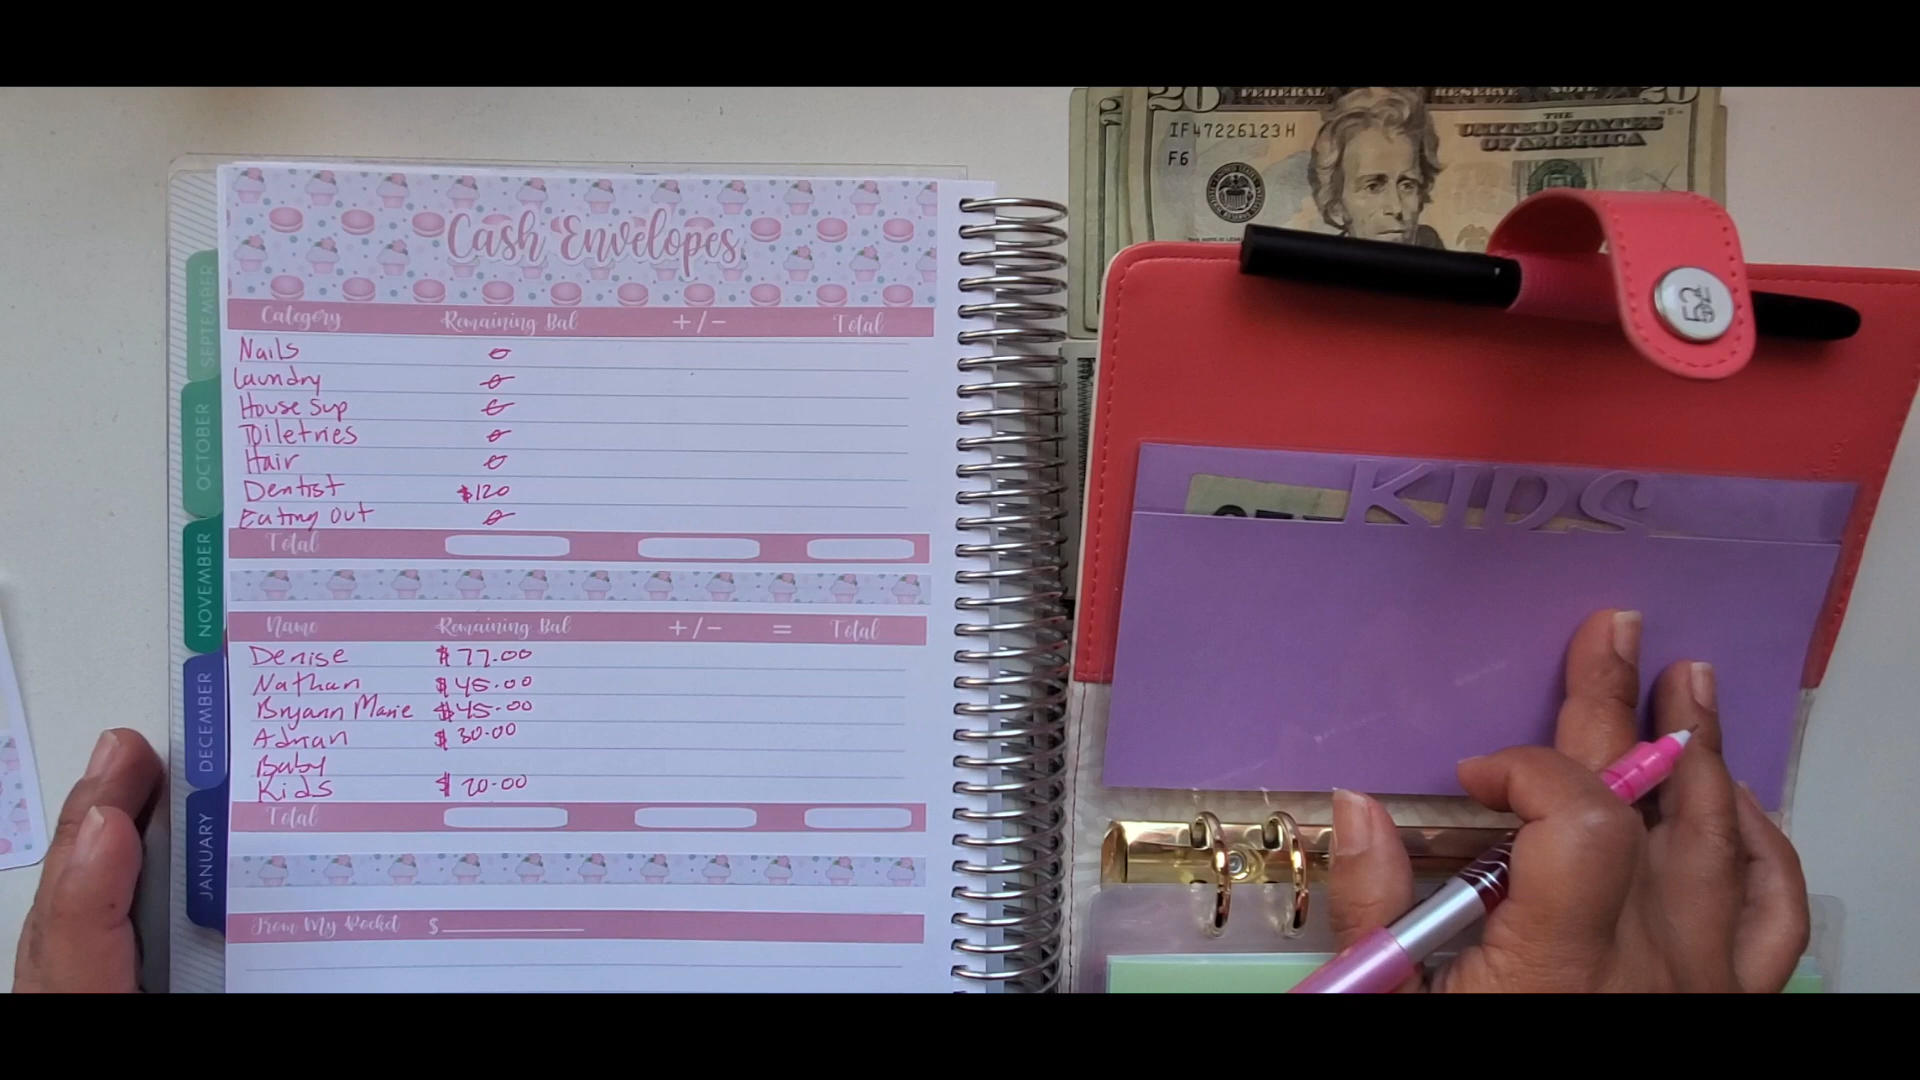 Cash Envelopes
Category Remaining Bal +/- Total
Nails 0
Laundry 0
House Sup 0
Toiletries 0
Hair 0
Dentist $120
Eating Out 0
Total
Name Remaining Bal +/- = Total
Denise $77.00
Nathan $45.00
Bryann Marie $45.00
Adrian $30.00
Baby
Kids $20.00
Total
From My Pocket $
SEPTEMBER
OCTOBER
NOVEMBER
DECEMBER
JANUARY
20 FEDERAL RESERVE NOTE 20
IF47226123H
F6
THE
UNITED STATES
OF AMERICA
52
KIDS